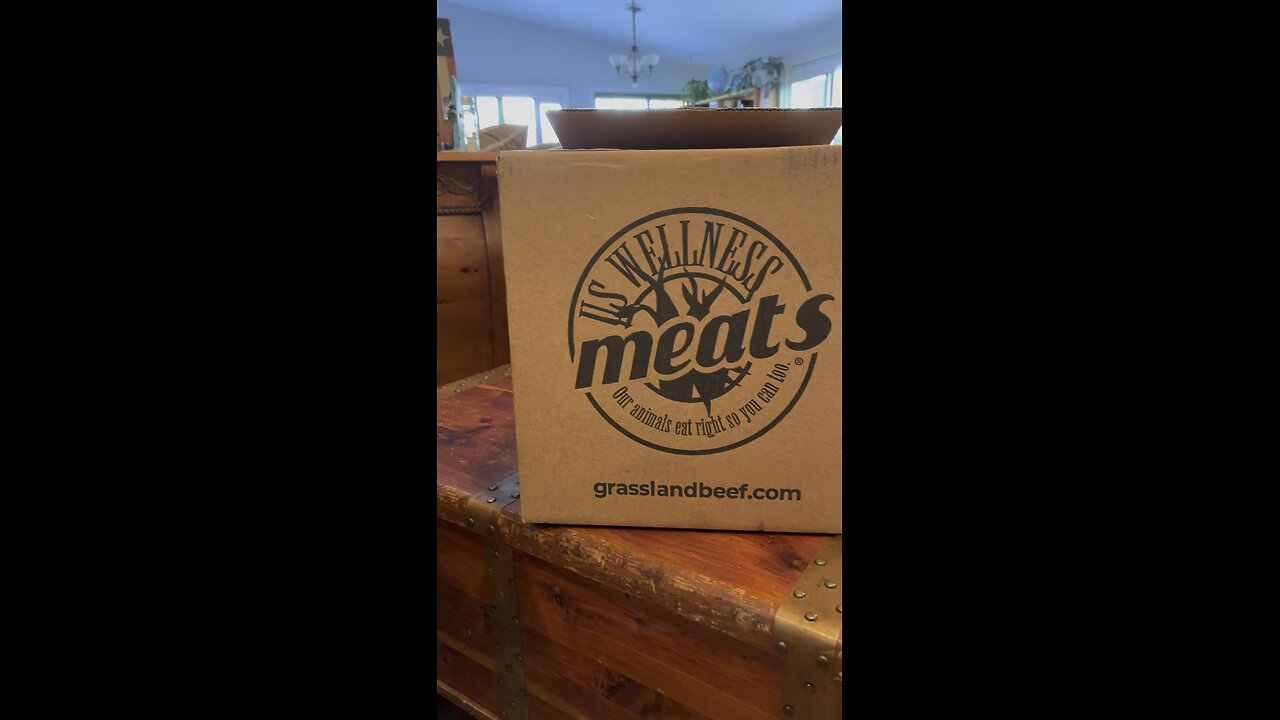 US WELLNESS
meats
Our animals eat right so you can too.
®
grasslandbeef.com